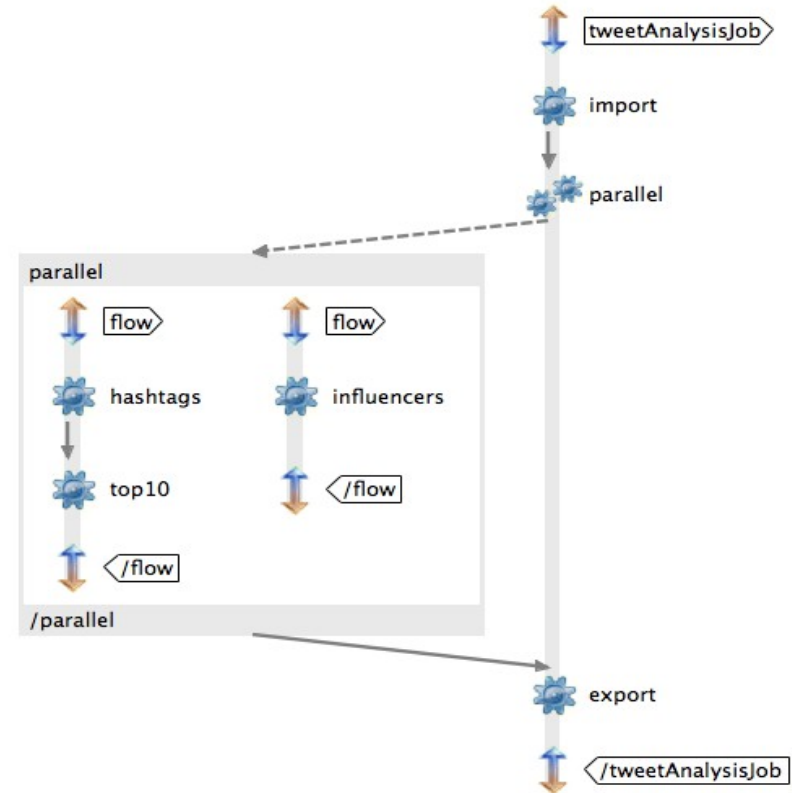 tweetAnalysisJob
import
parallel
parallel
flow
flow
hashtags
influencers
top10
/flow
/flow
/parallel
export
/tweetAnalysisJob